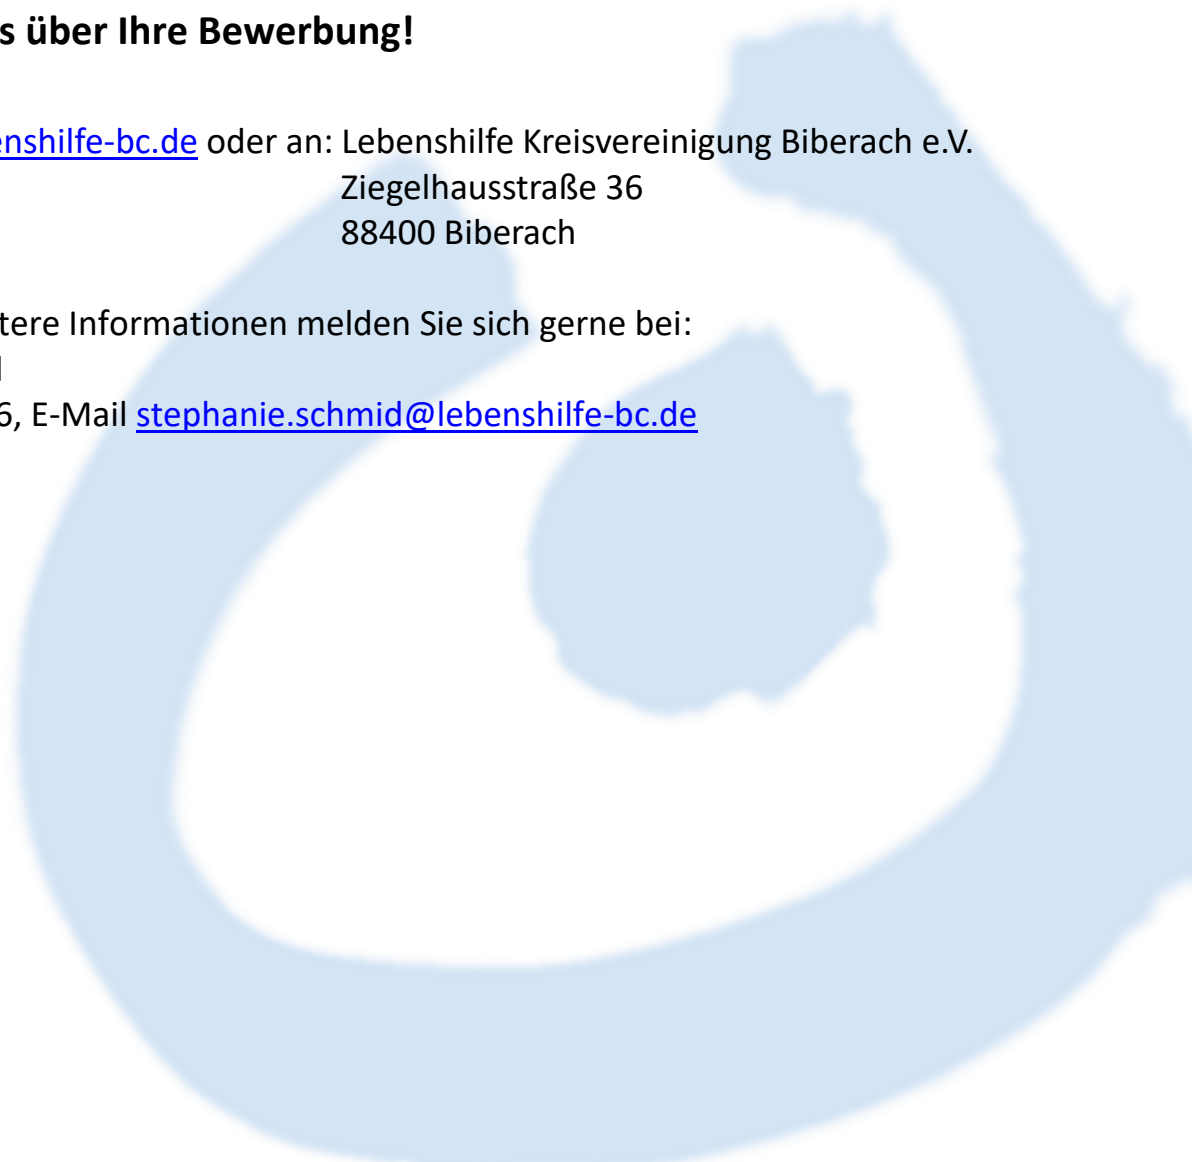 s über Ihre Bewerbung!
enshilfe-bc.de oder an: Lebenshilfe Kreisvereinigung Biberach e.V.
Ziegelhausstraße 36
88400 Biberach
tere Informationen melden Sie sich gerne bei:
6, E-Mail stephanie.schmid@lebenshilfe-bc.de